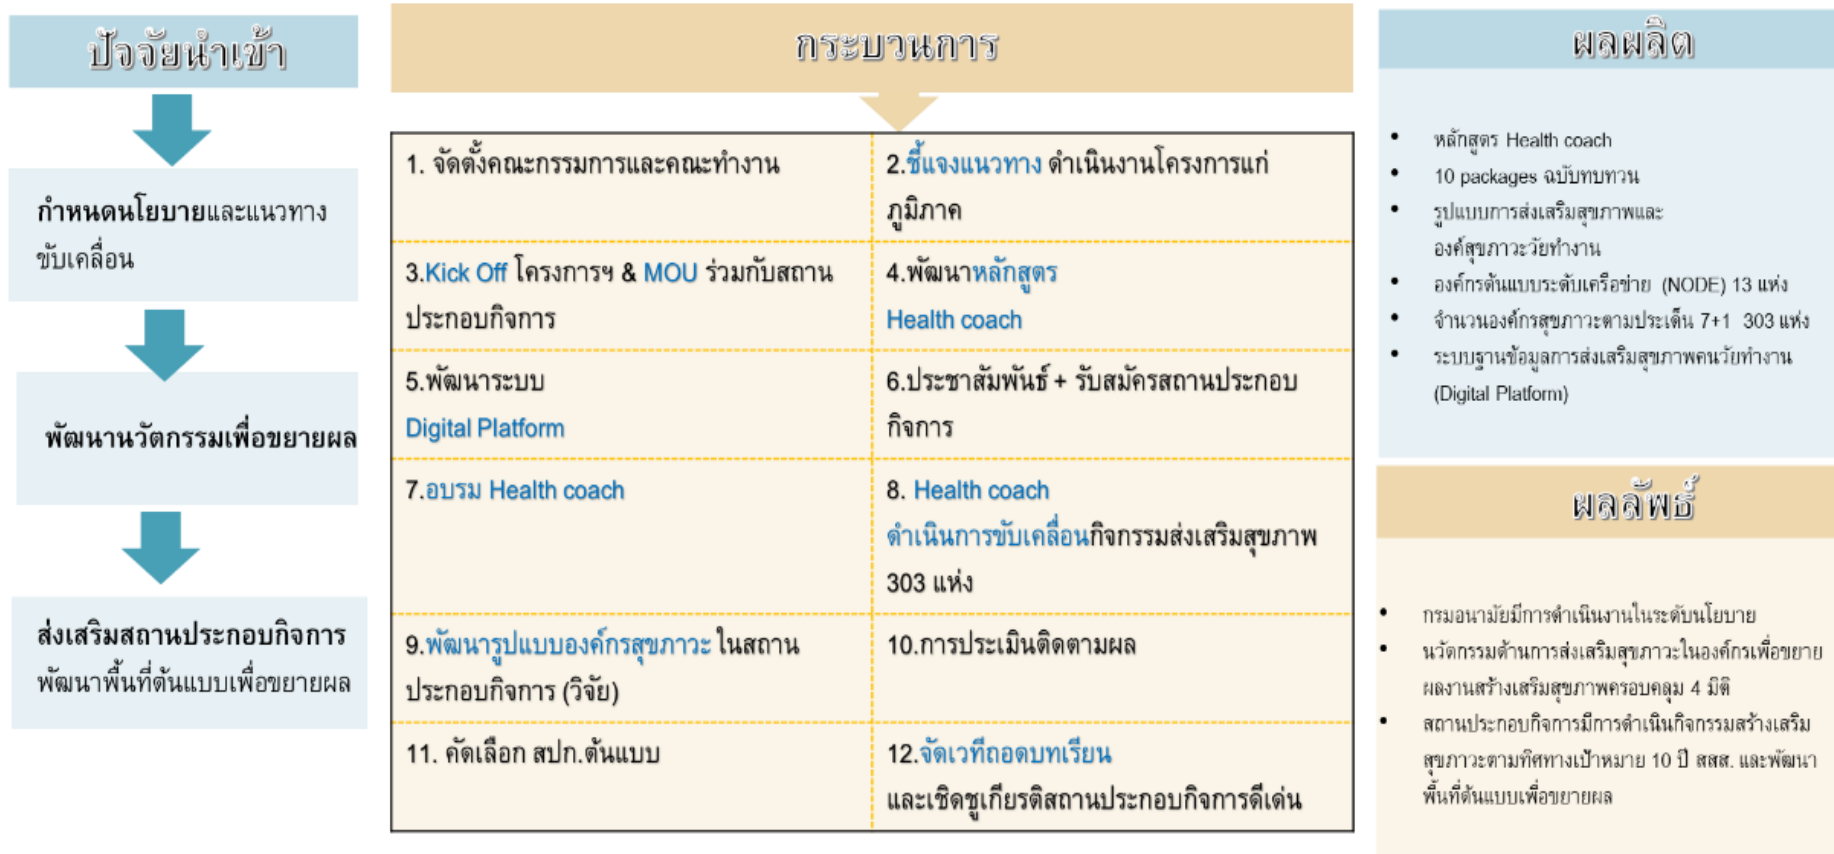 ปัจจัยนำเข้า
กำหนดนโยบายและแนวทาง
ขับเคลื่อน
พัฒนานวัตกรรมเพื่อขยายผล
ส่งเสริมสถานประกอบกิจการ
พัฒนาพื้นที่ต้นแบบเพื่อขยายผล
กระบวนการ
1. จัดตั้งคณะกรรมการและคณะทำงาน
2.ชี้แจงแนวทาง ดำเนินงานโครงการแก่
ภูมิภาค
3.Kick Off โครงการฯ & MOU ร่วมกับสถาน
ประกอบกิจการ
4.พัฒนาหลักสูตร
Health coach
5.พัฒนาระบบ
Digital Platform
6.ประชาสัมพันธ์ + รับสมัครสถานประกอบ
กิจการ
7.อบรม Health coach
8. Health coach
ดำเนินการขับเคลื่อนกิจกรรมส่งเสริมสุขภาพ
303 แห่ง
9.พัฒนารูปแบบองค์กรสุขภาวะ ในสถาน
ประกอบกิจการ (วิจัย)
10.การประเมินติดตามผล
11. คัดเลือก สปก.ต้นแบบ
12.จัดเวทีถอดบทเรียน
และเชิดชูเกียรติสถานประกอบกิจการดีเด่น
ผลผลิต
• หลักสูตร Health coach
• 10 packages ฉบับทบทวน
• รูปแบบการส่งเสริมสุขภาพและ
องค์สุขภาวะวัยทำงาน
• องค์กรต้นแบบระดับเครือข่าย (NODE) 13 แห่ง
• จำนวนองค์กรสุขภาวะตามประเด็น 7+1 303 แห่ง
• ระบบฐานข้อมูลการส่งเสริมสุขภาพคนวัยทำงาน
(Digital Platform)
ผลลัพธ์
• กรมอนามัยมีการดำเนินงานในระดับนโยบาย
• นวัตกรรมด้านการส่งเสริมสุขภาวะในองค์กรเพื่อขยาย
ผลงานสร้างเสริมสุขภาพครอบคลุม 4 มิติ
• สถานประกอบกิจการมีการดำเนินกิจกรรมสร้างเสริม
สุขภาวะตามทิศทางเป้าหมาย 10 ปี สสส. และพัฒนา
พื้นที่ต้นแบบเพื่อขยายผล